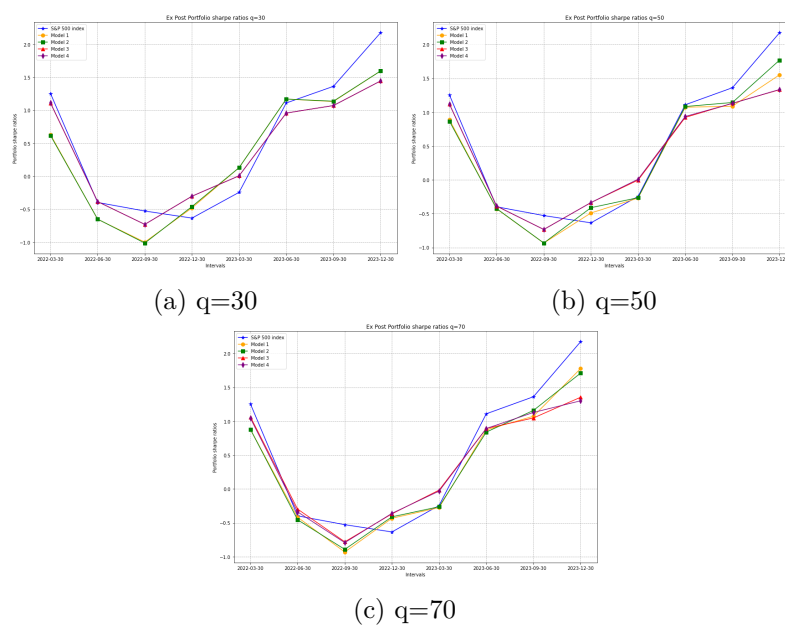 Ex Post Portfolio sharpe ratios q=30
S&P 500 index
Model 1
Model 2
Model 3
Model 4
Portfolio sharpe ratios
2.0
1.5
1.0
0.5
0.0
−0.5
−1.0
2022-03-30 2022-06-30 2022-09-30 2022-12-30 2023-03-30 2023-06-30 2023-09-30 2023-12-30
Intervals
(a) q=30
Ex Post Portfolio sharpe ratios q=50
S&P 500 index
Model 1
Model 2
Model 3
Model 4
Portfolio sharpe ratios
2.0
1.5
1.0
0.5
0.0
−0.5
−1.0
2022-03-30 2022-06-30 2022-09-30 2022-12-30 2023-03-30 2023-06-30 2023-09-30 2023-12-
Intervals
(b) q=50
Ex Post Portfolio sharpe ratios q=70
S&P 500 index
Model 1
Model 2
Model 3
Model 4
Portfolio sharpe ratios
2.0
1.5
1.0
0.5
0.0
−0.5
−1.0
2022-03-30 2022-06-30 2022-09-30 2022-12-30 2023-03-30 2023-06-30 2023-09-30 2023-12-30
Intervals
(c) q=70